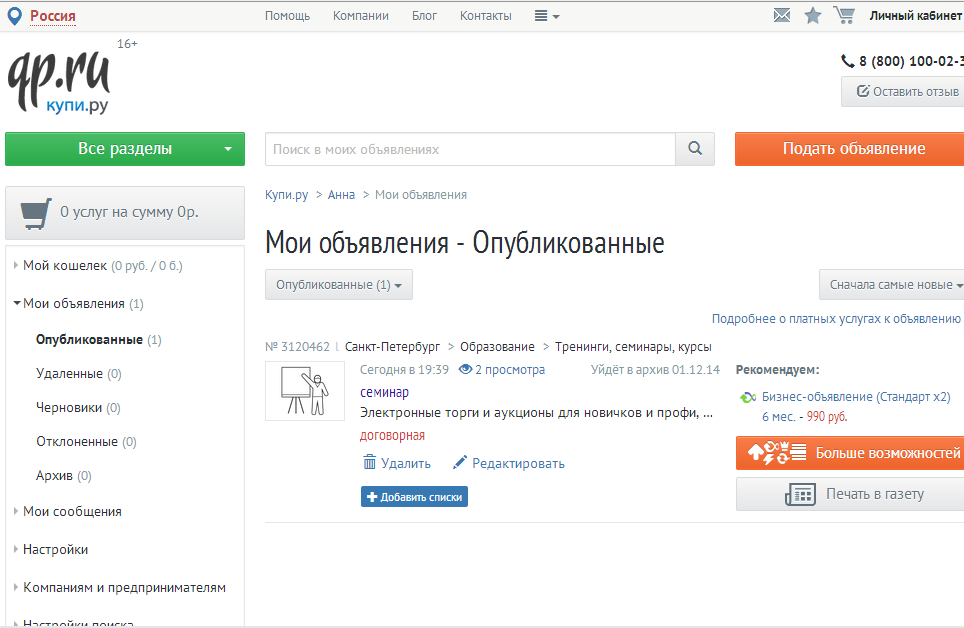 Россия
Помощь Компании Блог Контакты
Личный кабинет
16+
qp.ru
купи.ру
8 (800) 100-02-3
Оставить отзыв
Все разделы
Поиск в моих объявлениях
Подать объявление
0 услуг на сумму 0р.
Купи.ру > Анна > Мои объявления
Мои объявления - Опубликованные
Опубликованные (1)
Сначала самые новые
Подробнее о платных услугах к объявлению
Мой кошелек (0 руб. / 0 б.)
Мои объявления (1)
Опубликованные (1)
Удаленные (0)
Черновики (0)
Отклоненные (0)
Архив (0)
Мои сообщения
Настройки
Компаниям и предпринимателям
Настройки поиска
№ 3120462 | Санкт-Петербург > Образование > Тренинги, семинары, курсы
Сегодня в 19:39 2 просмотра Уйдёт в архив 01.12.14
семинар
Электронные торги и аукционы для новичков и профи, ...
договорная
Удалить Редактировать
Добавить списки
Рекомендуем:
Бизнес-объявление (Стандарт x2)
6 мес. - 990 руб.
Больше возможностей
Печать в газету